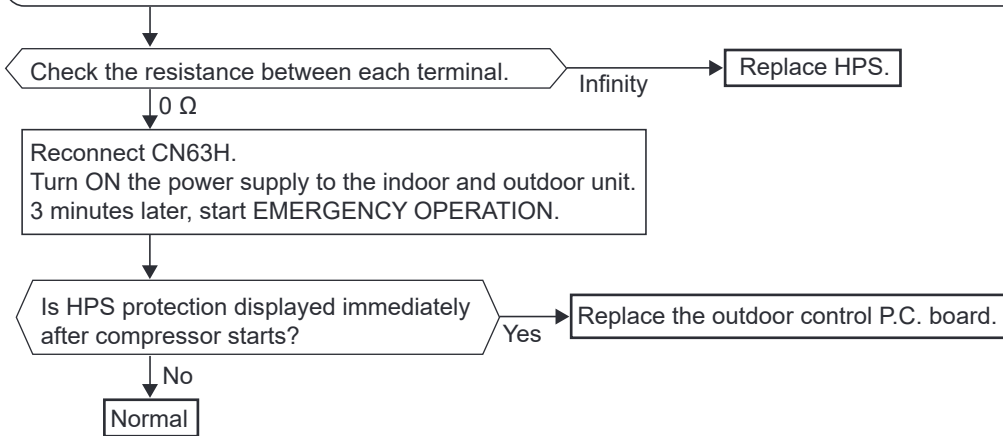 Check the resistance between each terminal.
Infinity
Replace HPS.
0 Ω
Reconnect CN63H.
Turn ON the power supply to the indoor and outdoor unit.
3 minutes later, start EMERGENCY OPERATION.
Is HPS protection displayed immediately
after compressor starts?
Yes
Replace the outdoor control P.C. board.
No
Normal